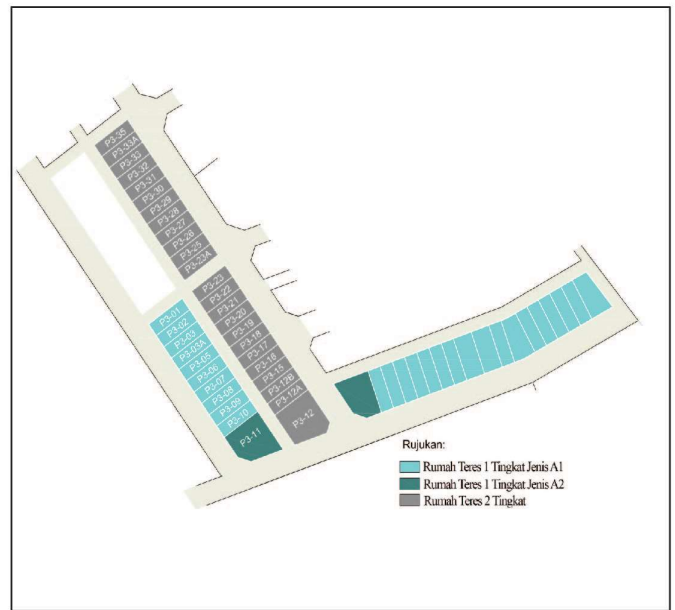 P3-35
P3-33A
P3-33
P3-32
P3-31
P3-30
P3-29
P3-28
P3-27
P3-26
P3-25
P3-23A
P3-23
P3-22
P3-21
P3-20
P3-19
P3-18
P3-17
P3-16
P3-15
P3-12B
P3-12A
P3-12
P3-01
P3-02
P3-03
P3-03A
P3-05
P3-06
P3-07
P3-08
P3-09
P3-10
P3-11
Rujukan:
Rumah Teres 1 Tingkat Jenis A1
Rumah Teres 1 Tingkat Jenis A2
Rumah Teres 2 Tingkat